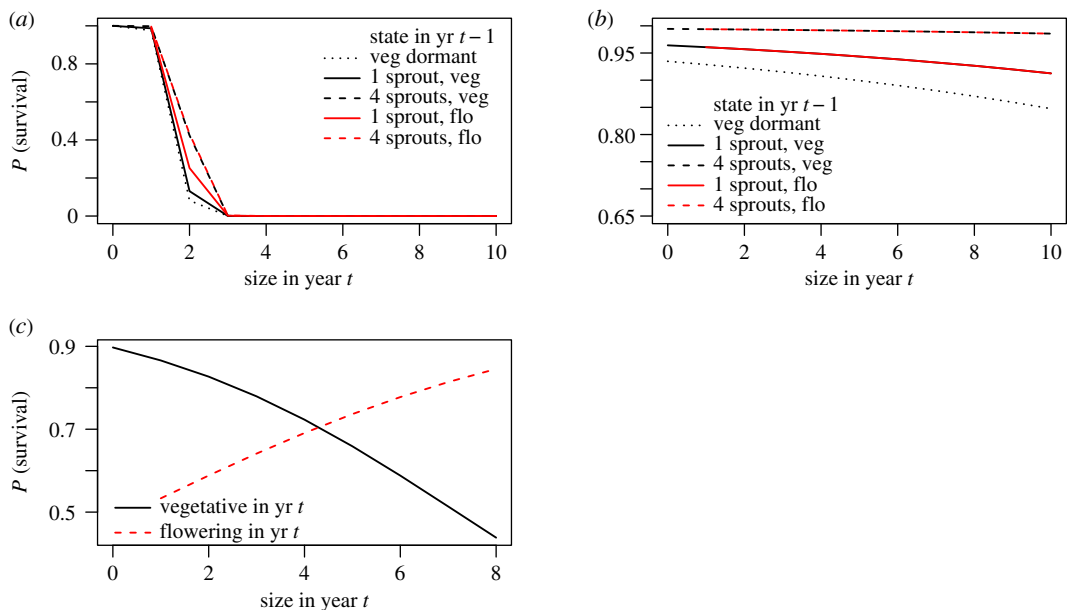 (a)
P (survival)
0.8
0.4
0
state in yr t – 1
veg dormant
1 sprout, veg
4 sprouts, veg
1 sprout, flo
4 sprouts, flo
0 2 4 6 8 10
size in year t
(b)
P (survival)
0.95
0.80
0.65
state in yr t – 1
veg dormant
1 sprout, veg
4 sprouts, veg
1 sprout, flo
4 sprouts, flo
0 2 4 6 8 10
size in year t
(c)
P (survival)
0.9
0.7
0.5
vegetative in yr t
flowering in yr t
0 2 4 6 8
size in year t